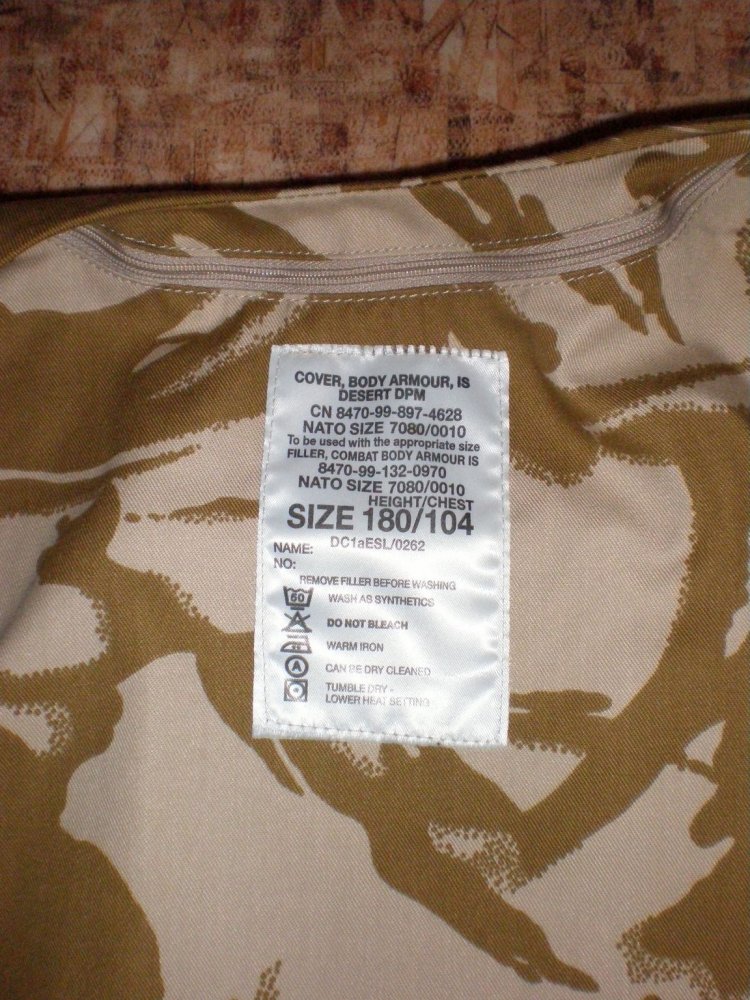 COVER, BODY ARMOUR, IS
DESERT DPM
CN 8470-99-897-4628
NATO SIZE 7080/0010
To be used with the appropriate size
FILLER, COMBAT BODY ARMOUR IS
8470-99-132-0970
NATO SIZE 7080/0010
HEIGHT/CHEST
SIZE 180/104
NAME: DC1aESL/0262
NO:
REMOVE FILLER BEFORE WASHING
60 WASH AS SYNTHETICS
DO NOT BLEACH
WARM IRON
A CAN BE DRY CLEANED
TUMBLE DRY -
LOWER HEAT SETTING